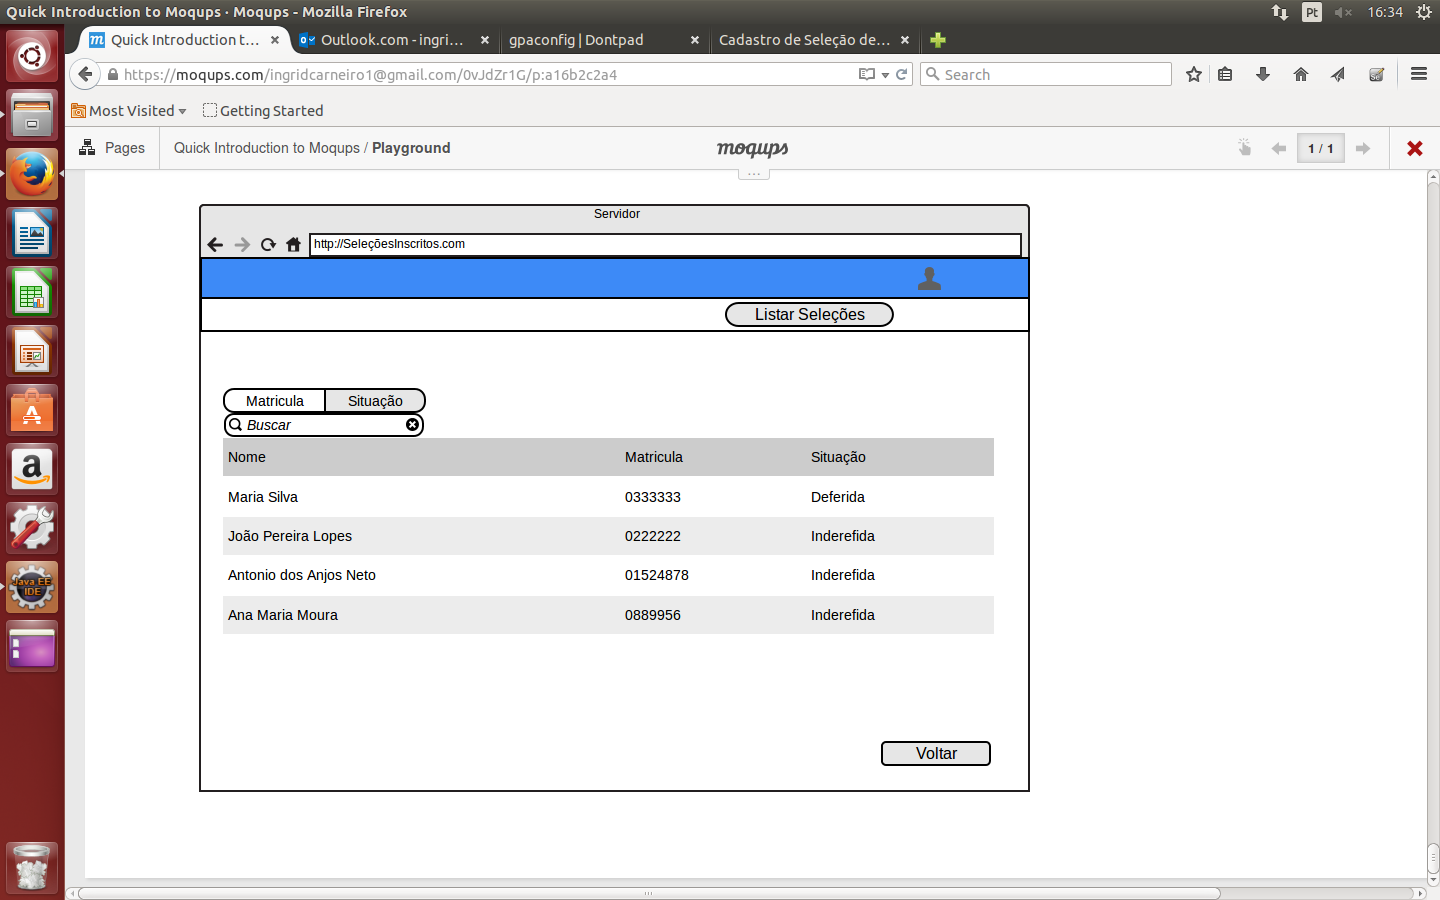 Quick Introduction to Moqups · Moqups - Mozilla Firefox
Pt
16:34
Quick Introduction t...
Outlook.com - ingri...
gpaconfig | Dontpad
Cadastro de Seleção de...
https://moqups.com/ingridcarneiro1@gmail.com/0vJdZr1G/p:a16b2c2a4
Search
Most Visited
Getting Started
Pages
Quick Introduction to Moqups / Playground
moqups
1 / 1
...
Servidor
http://SeleçõesInscritos.com
Listar Seleções
Matricula Situação
Buscar
Nome Matricula Situação
Maria Silva 0333333 Deferida
João Pereira Lopes 0222222 Inderefida
Antonio dos Anjos Neto 01524878 Inderefida
Ana Maria Moura 0889956 Inderefida
Voltar
Java EE
IDE